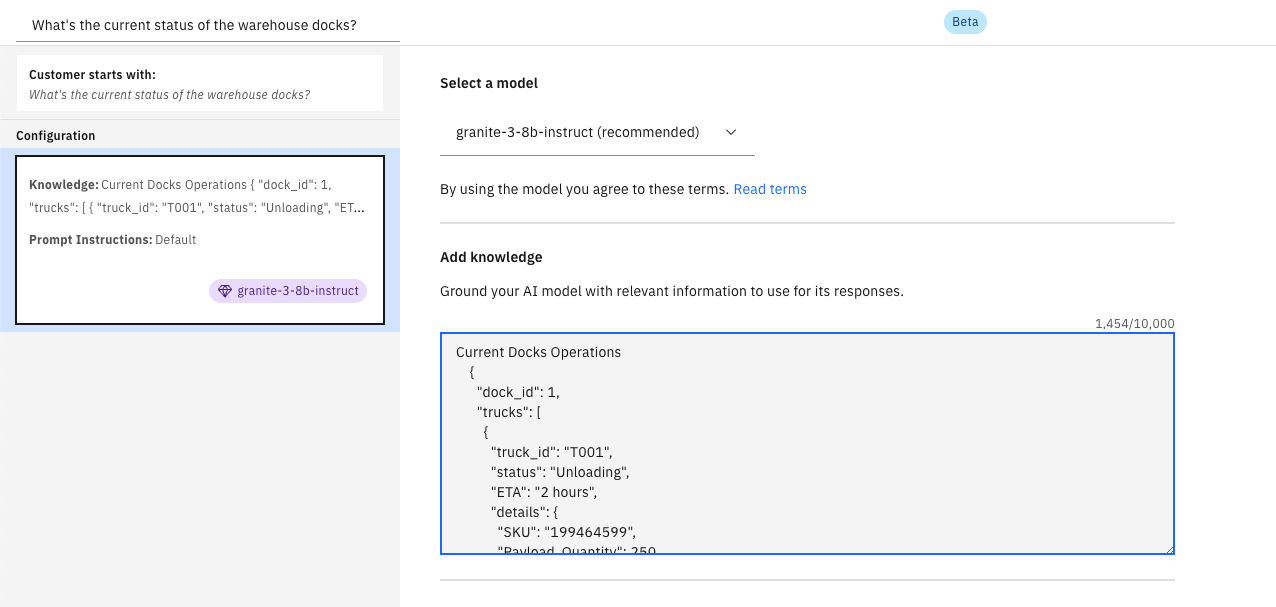 What's the current status of the warehouse docks?
Beta
Customer starts with:
What's the current status of the warehouse docks?
Configuration
Knowledge: Current Docks Operations { "dock_id": 1,
"trucks": [ { "truck_id": "T001", "status": "Unloading", "ET...
Prompt Instructions: Default
granite-3-8b-instruct
Select a model
granite-3-8b-instruct (recommended)
By using the model you agree to these terms. Read terms
Add knowledge
Ground your AI model with relevant information to use for its responses.
1,454/10,000
Current Docks Operations
{
"dock_id": 1,
"trucks": [
{
"truck_id": "T001",
"status": "Unloading",
"ETA": "2 hours",
"details": {
"SKU": "199464599",
"Payload_Quantity": 250